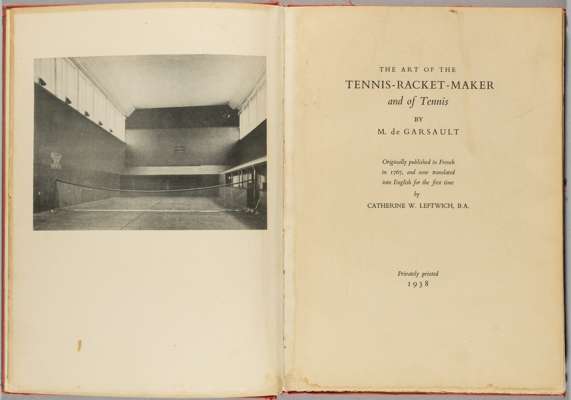 THE ART OF THE
TENNIS-RACKET-MAKER
and of Tennis
BY
M. de GARSAULT
Originally published in French
in 1767, and now translated
into English for the first time
by
CATHERINE W. LEFTWICH, B.A.
Privately printed
1938